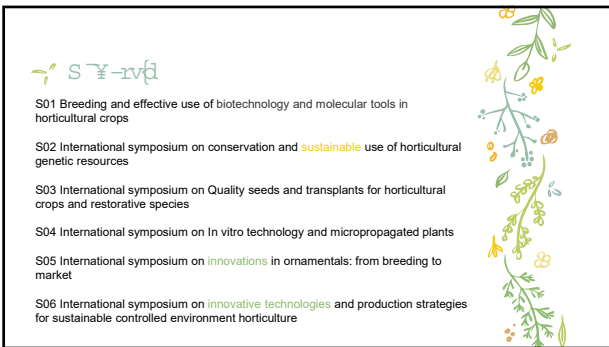 S01 Breeding and effective use of biotechnology and molecular tools in
horticultural crops
S02 International symposium on conservation and sustainable use of horticultural
genetic resources
S03 International symposium on Quality seeds and transplants for horticultural
crops and restorative species
S04 International symposium on In vitro technology and micropropagated plants
S05 International symposium on innovations in ornamentals: from breeding to
market
S06 International symposium on innovative technologies and production strategies
for sustainable controlled environment horticulture